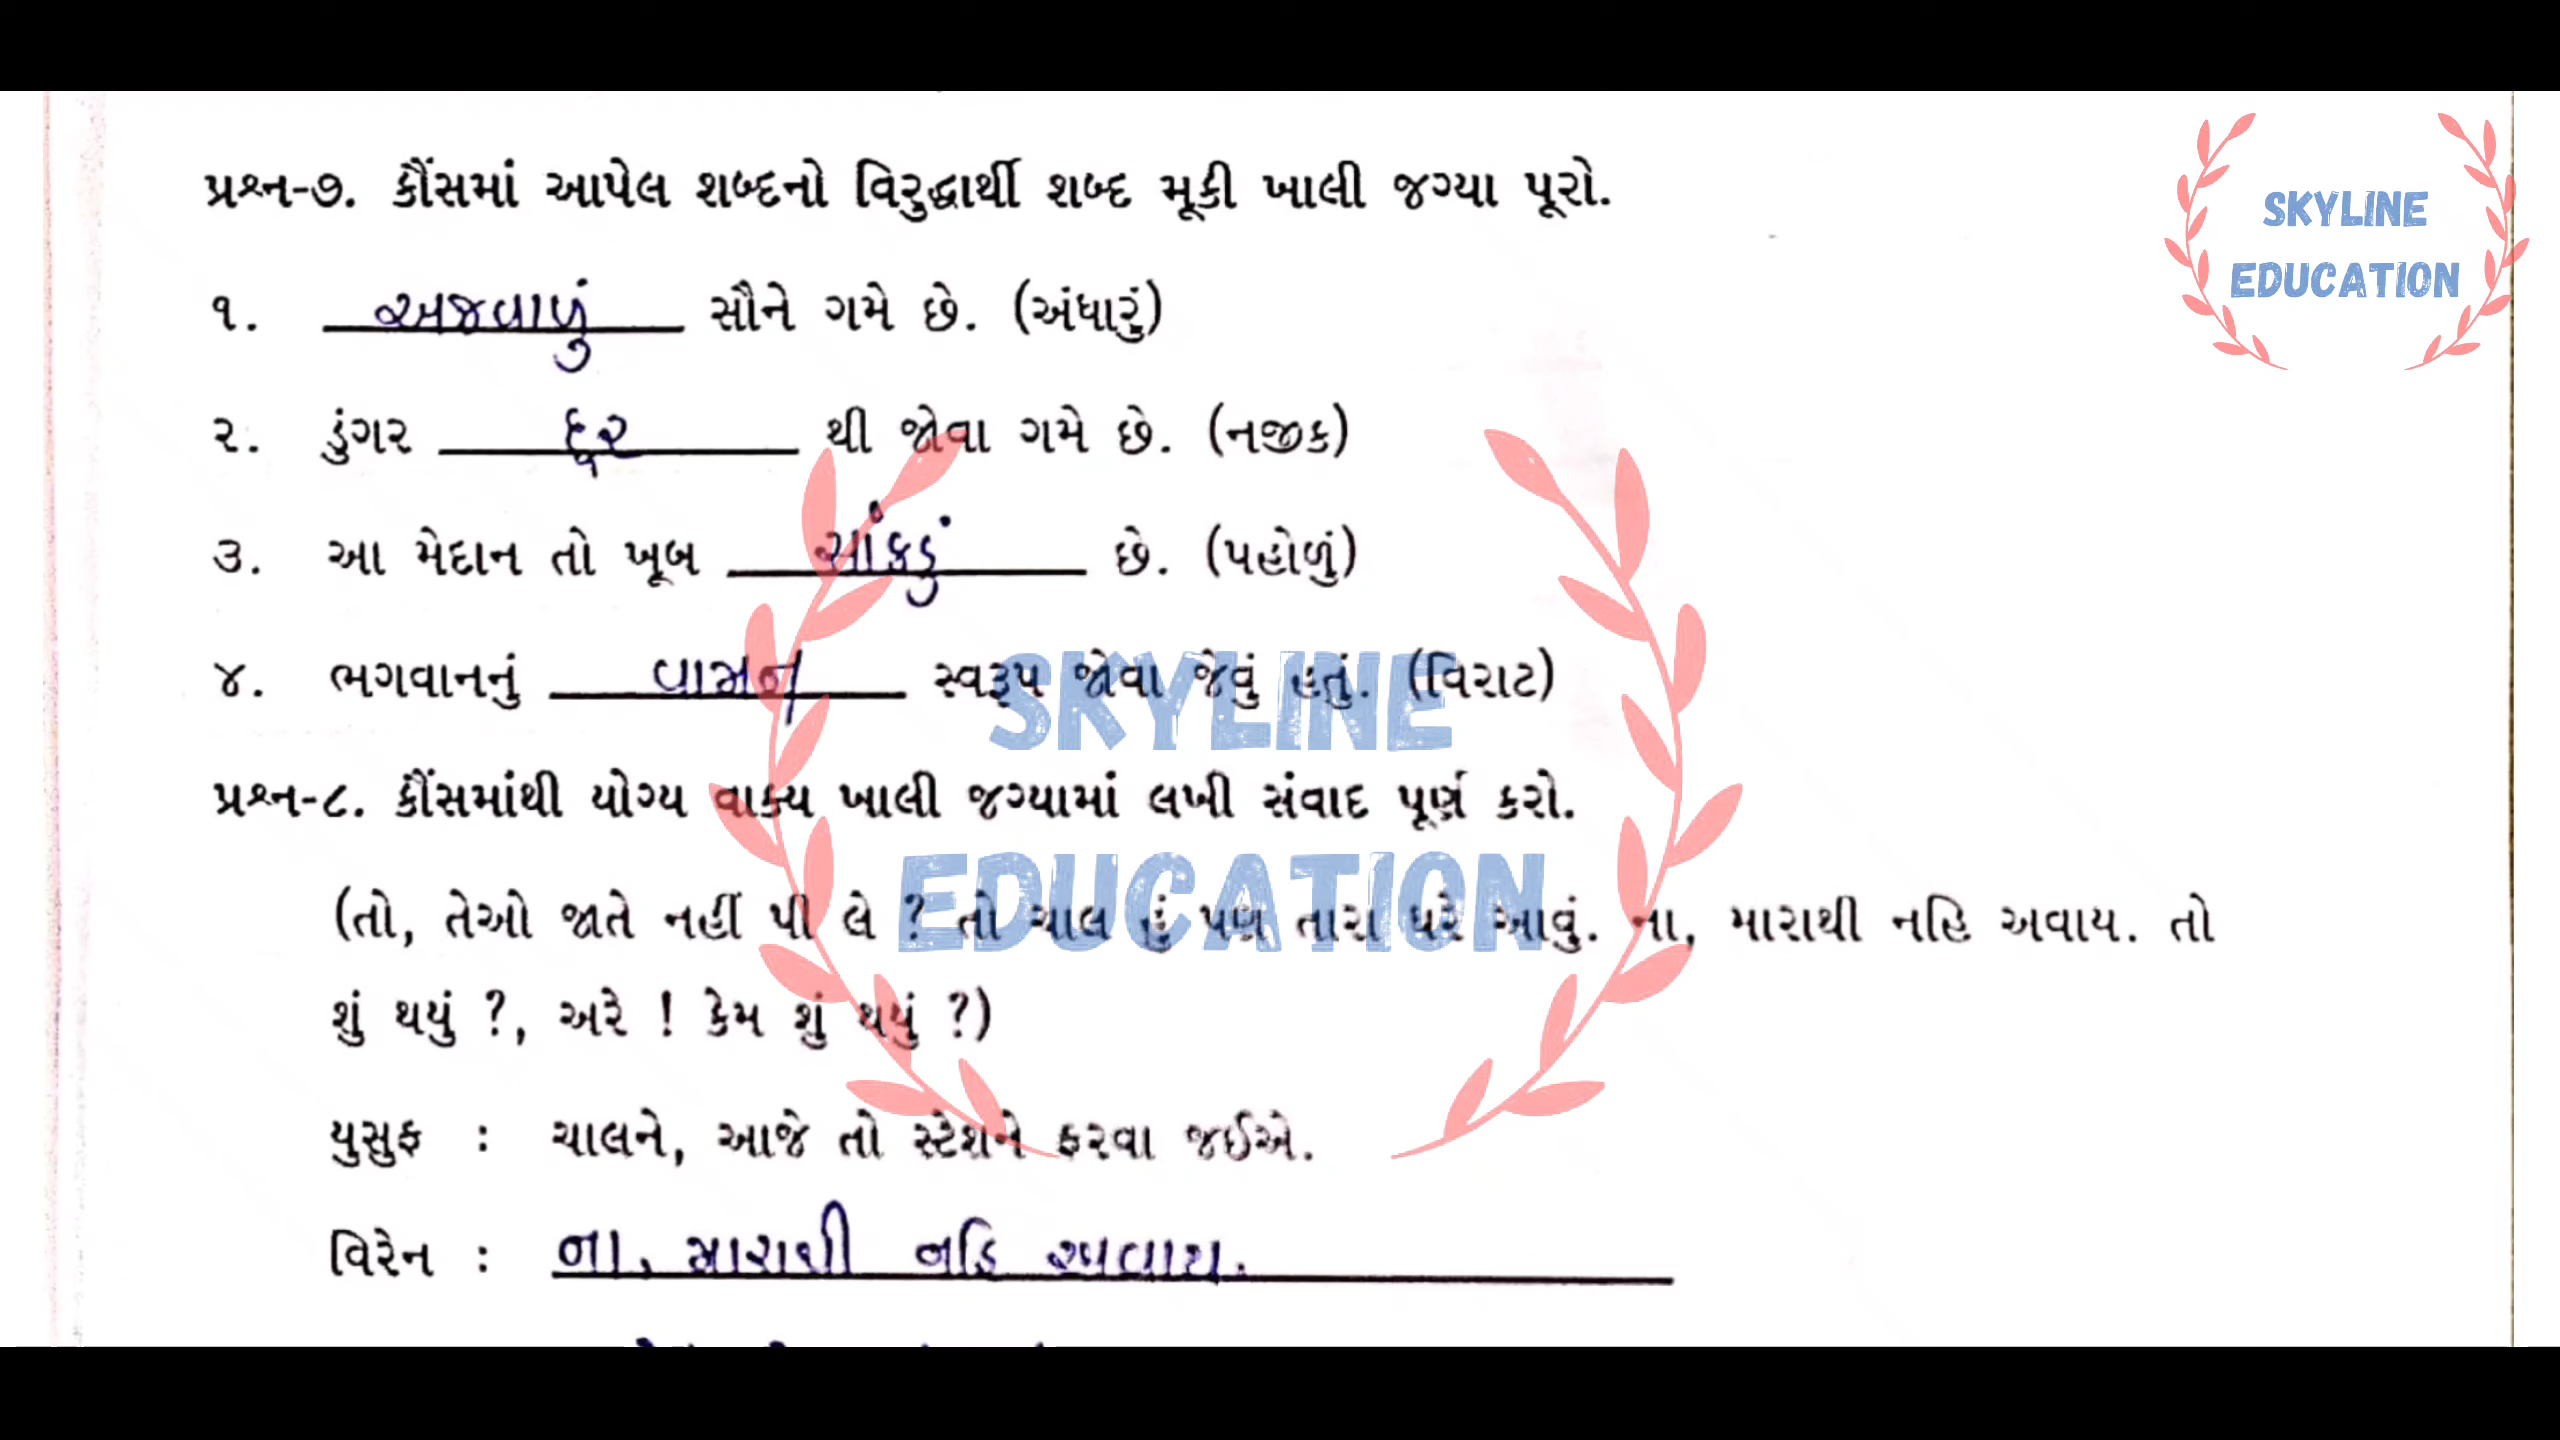 પ્રશ્ન-૭. કૌંસમાં આપેલ શબ્દનો વિરુદ્ધાર્થી શબ્દ મૂકી ખાલી જગ્યા પૂરો.
SKYLINE
EDUCATION
૧. અજવાળું સૌને ગમે છે. (અંધારું)
૨. ડુંગર દૂર થી જોવા ગમે છે. (નજીક)
૩. આ મેદાન તો ખૂબ સાંકડું છે. (પહોળું)
૪. ભગવાનનું વામન સ્વરૂપ જોવા જેવું હતું. (વિરાટ)
SKYLINE
પ્રશ્ન-૮. કૌંસમાંથી યોગ્ય વાક્ય ખાલી જગ્યામાં લખી સંવાદ પૂર્ણ કરો.
EDUCATION
(તો, તેઓ જાતે નહીં પી લે ? તો ચાલ હું પણ તારા ઘરે આવું. ના, મારાથી નહિ અવાય. તો
શું થયું ?, અરે ! કેમ શું થયું ?)
યુસુફ : ચાલને, આજે તો સ્ટેશને ફરવા જઈએ.
વિરેન : ના, મારાથી નહિ અવાય.